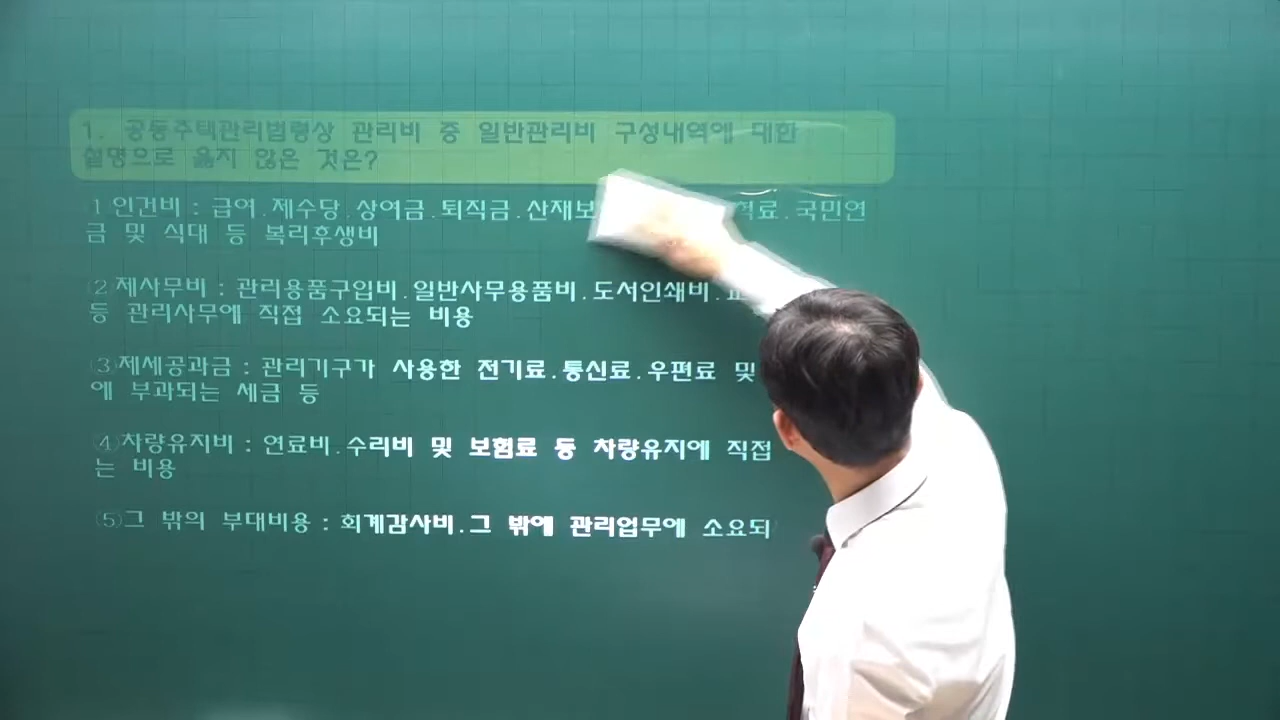 1. 공동주택관리법령상 관리비 중 일반관리비 구성내역에 대한
설명으로 옳지 않은 것은?
①인건비 : 급여.제수당.상여금.퇴직금.산재보 험료.국민연
금 및 식대 등 복리후생비
②제사무비 : 관리용품구입비.일반사무용품비.도서인쇄비.
등 관리사무에 직접 소요되는 비용
③제세공과금 : 관리기구가 사용한 전기료.통신료.우편료 및
에 부과되는 세금 등
④차량유지비 : 연료비.수리비 및 보험료 등 차량유지에 직접
는 비용
⑤그 밖의 부대비용 : 회계감사비.그 밖에 관리업무에 소요되